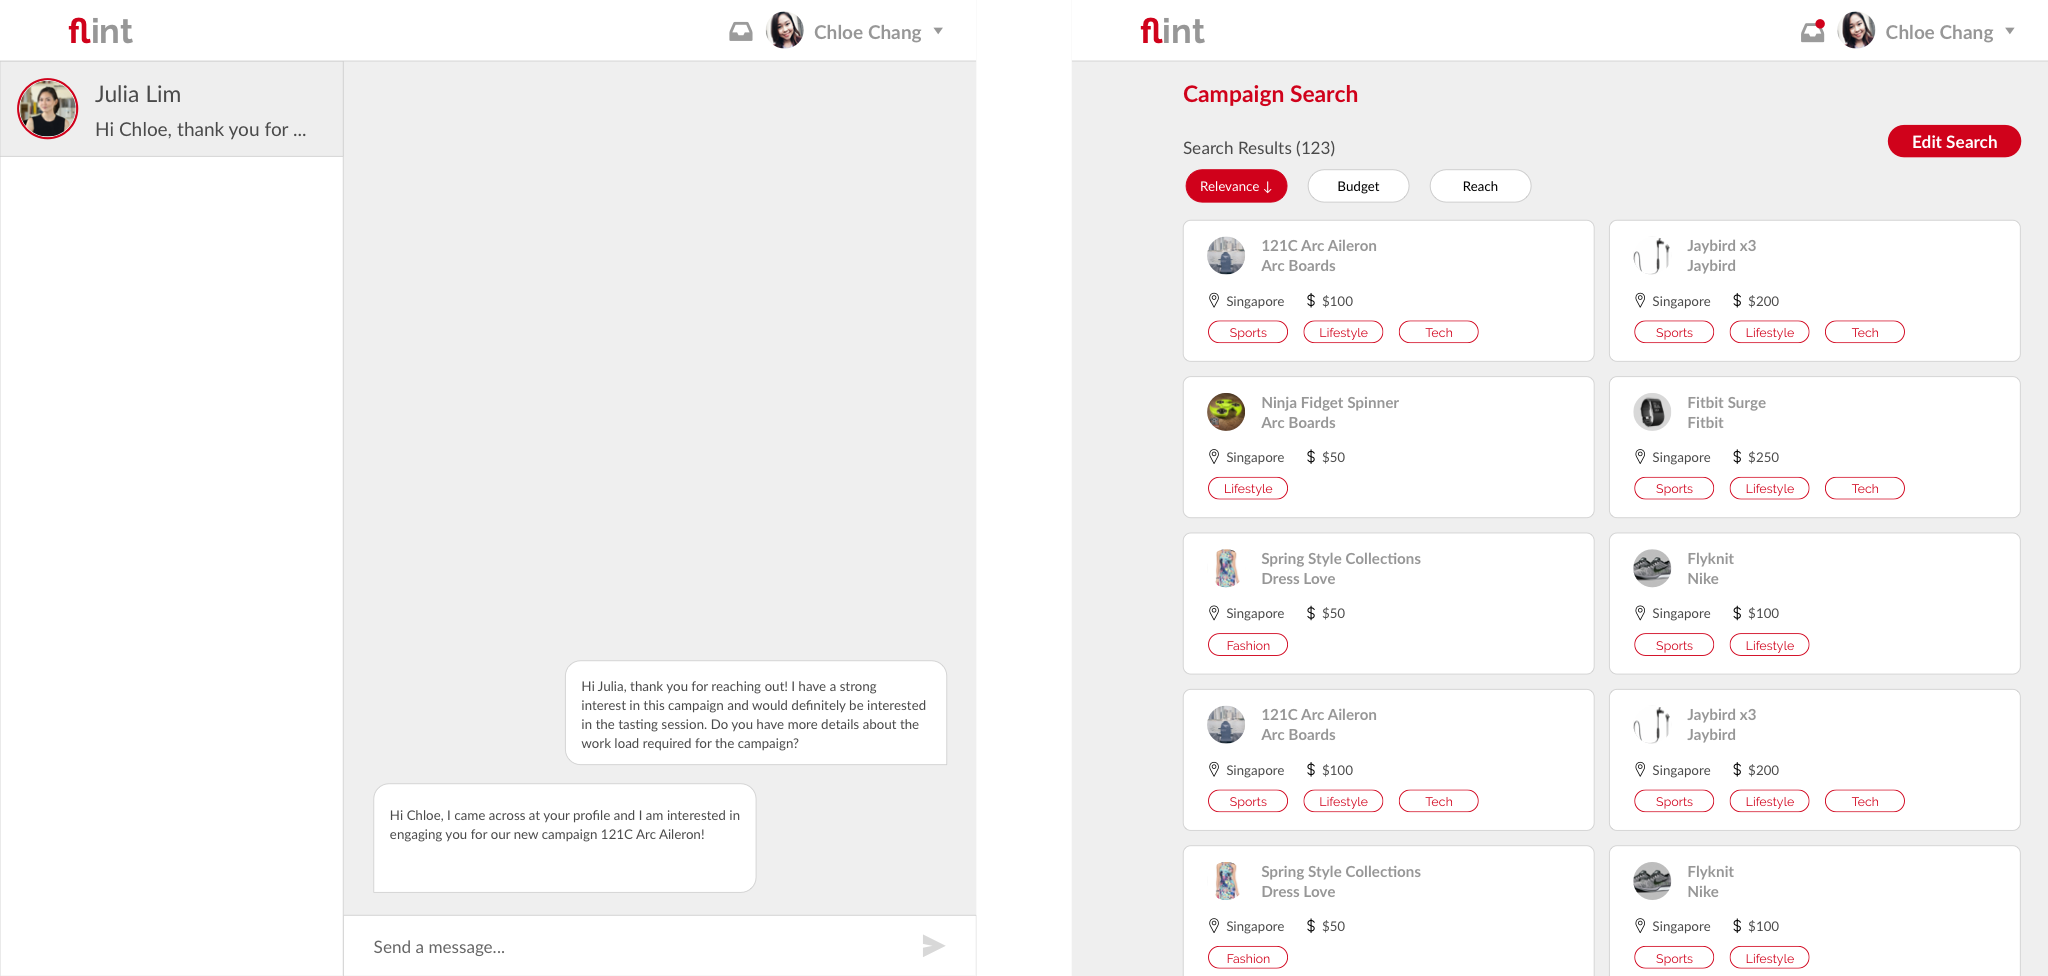 flint
Chloe Chang
Julia Lim
Hi Chloe, thank you for ...
Hi Julia, thank you for reaching out! I have a strong
interest in this campaign and would definitely be interested
in the tasting session. Do you have more details about the
work load required for the campaign?
Hi Chloe, I came across at your profile and I am interested in
engaging you for our new campaign 121C Arc Aileron!
Send a message...
flint
Chloe Chang
Campaign Search
Search Results (123)
Edit Search
Relevance ↓
Budget
Reach
121C Arc Aileron
Arc Boards
Singapore $ $100
Sports Lifestyle Tech
Jaybird x3
Jaybird
Singapore $ $200
Sports Lifestyle Tech
Ninja Fidget Spinner
Arc Boards
Singapore $ $50
Lifestyle
Fitbit Surge
Fitbit
Singapore $ $250
Sports Lifestyle Tech
Spring Style Collections
Dress Love
Singapore $ $50
Fashion
Flyknit
Nike
Singapore $ $100
Sports Lifestyle
121C Arc Aileron
Arc Boards
Singapore $ $100
Sports Lifestyle Tech
Jaybird x3
Jaybird
Singapore $ $200
Sports Lifestyle Tech
Spring Style Collections
Dress Love
Singapore $ $50
Fashion
Flyknit
Nike
Singapore $ $100
Sports Lifestyle